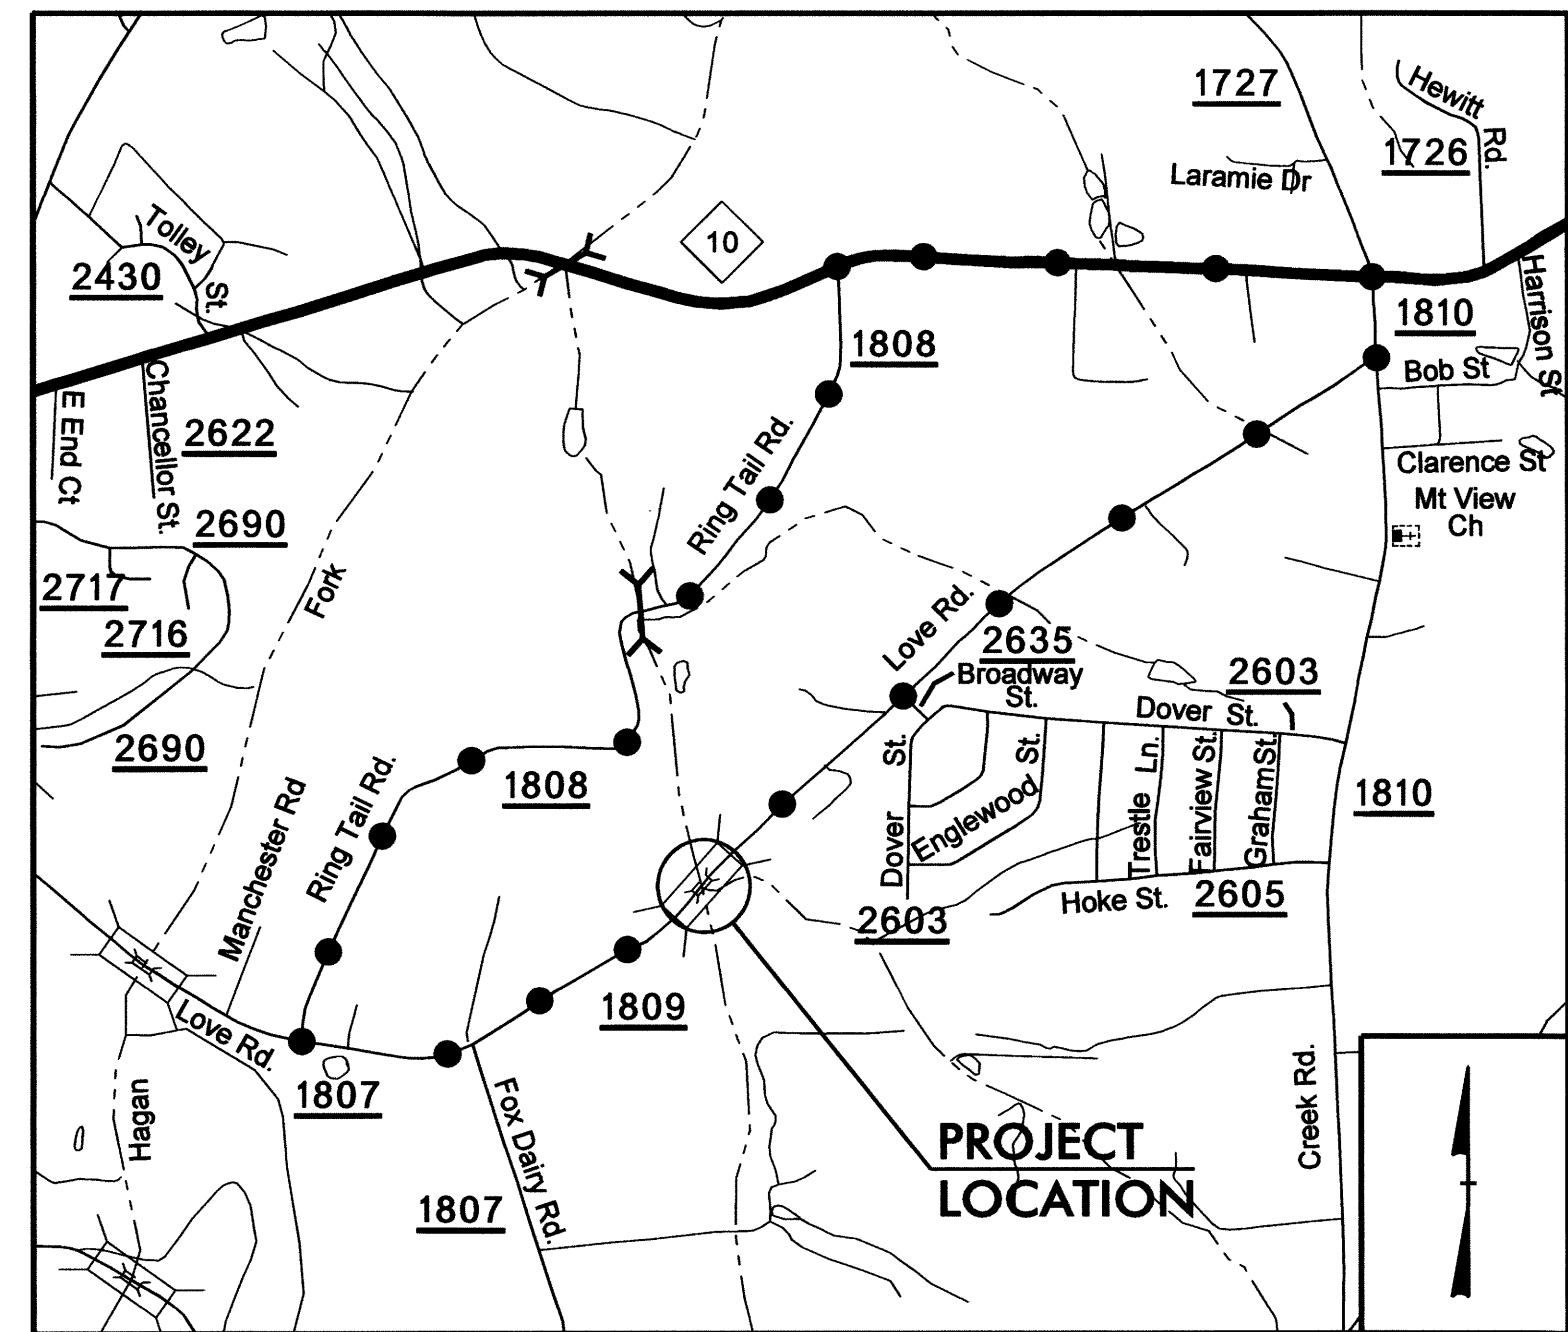 1727
Hewitt
Rd.
1726
Laramie Dr
Tolley
St.
10
2430
1810
Harrison St
1808
Bob St
Chancellor St.
E End Ct
2622
Ring Tail Rd.
Clarence St
Mt View
Ch
2690
Fork
2717
2716
Love Rd.
2635
Broadway
St.
2603
Dover St.
2690
1808
Dover St.
Englewood St.
Trestle Ln.
Fairview St.
Graham St.
1810
Manchester Rd
Ring Tail Rd.
Hoke St.
2605
2603
1809
Love Rd.
1807
Hagan
Fox Dairy Rd.
Creek Rd.
PROJECT
LOCATION
1807